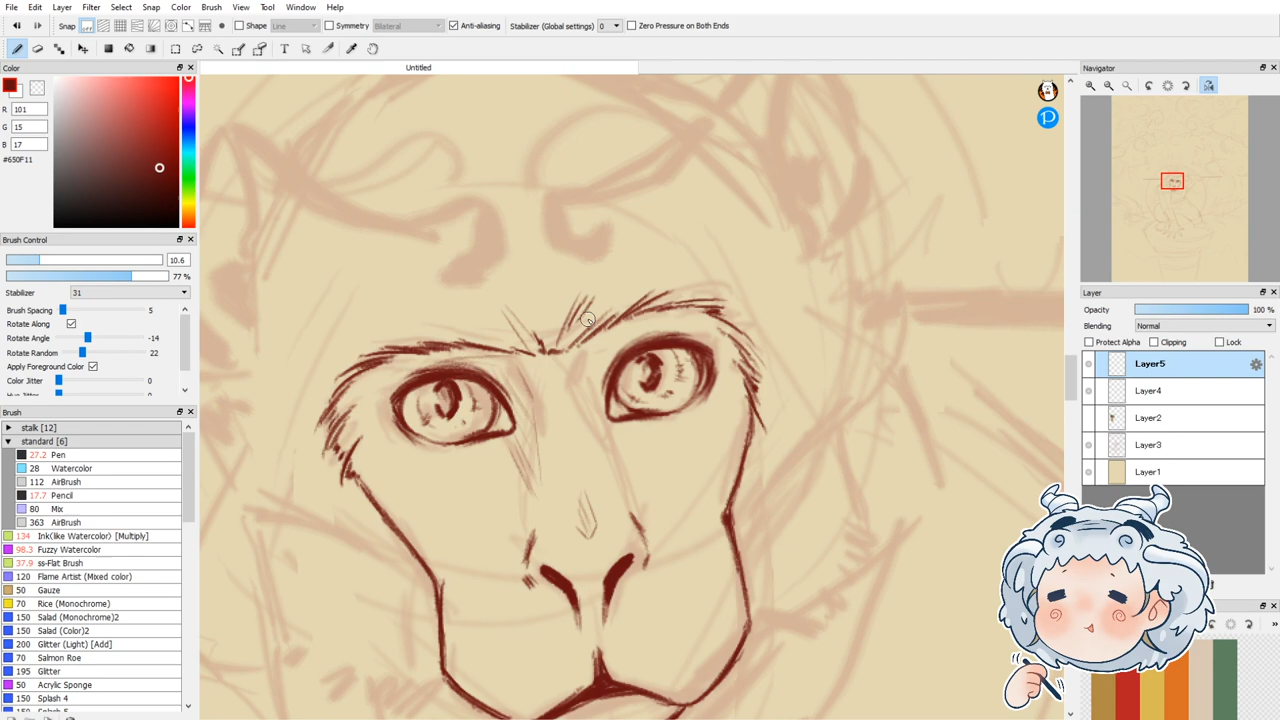 File Edit Layer Filter Select Snap Color Brush View Tool Help Window
Snap off Shape Line Symmetry Bilateral Anti-aliasing Stabilizer (Global settings) 0 Zero Pressure on Both Ends
Color
Untitled
Navigator
R 101
G 15
B 17
#650F11
Brush Control
10.6
77 %
Stabilizer 31
Brush Spacing 5
Rotate Along
Rotate Angle -14
Rotate Random 22
Apply Foreground Color
Color Jitter 0
Brush
stalk [12]
standard [6]
27.2 Pen
28 Watercolor
112 AirBrush
17.7 Pencil
80 Mix
363 AirBrush
134 Ink(like Watercolor) [Multiply]
98.3 Fuzzy Watercolor
37.9 ss-Flat Brush
120 Flame Artist (Mixed color)
50 Gauze
70 Rice (Monochrome)
150 Salad (Monochrome)2
150 Salad (Color)2
200 Glitter (Light) [Add]
70 Salmon Roe
195 Glitter
50 Acrylic Sponge
150 Splash 4
Layer
Opacity 100 %
Blending Normal
Protect Alpha Clipping Lock
Layer5
Layer4
Layer2
Layer3
Layer1